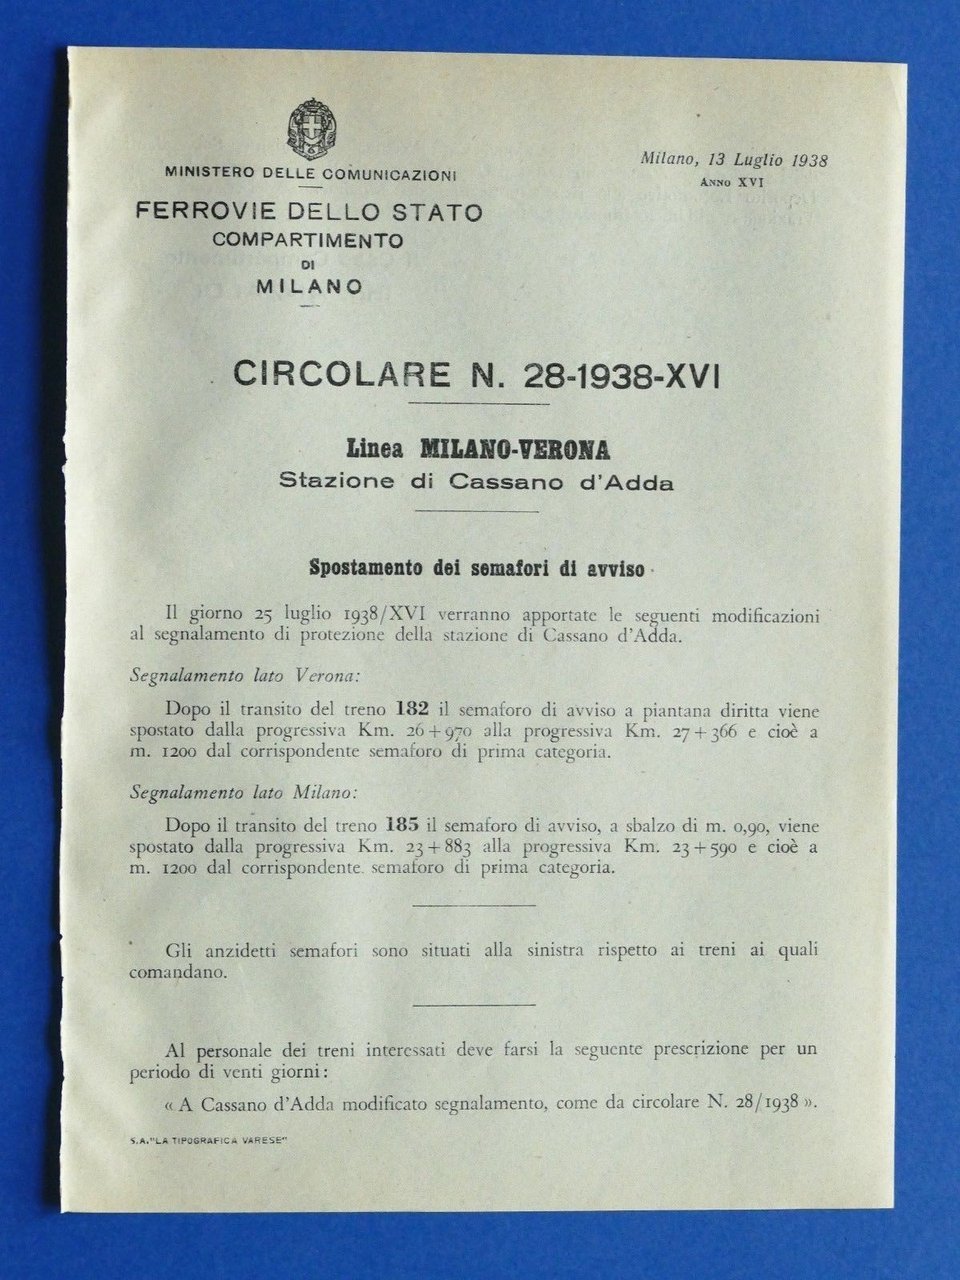 MINISTERO DELLE COMUNICAZIONI
FERROVIE DELLO STATO
COMPARTIMENTO
DI
MILANO
Milano, 13 Luglio 1938
ANNO XVI
CIRCOLARE N. 28-1938-XVI
Linea MILANO-VERONA
Stazione di Cassano d'Adda
Spostamento dei semafori di avviso
Il giorno 25 luglio 1938/XVI verranno apportate le seguenti modificazioni
al segnalamento di protezione della stazione di Cassano d'Adda.
Segnalamento lato Verona:
Dopo il transito del treno 182 il semaforo di avviso a piantana diritta viene
spostato dalla progressiva Km. 26+970 alla progressiva Km. 27+366 e cioè a
m. 1200 dal corrispondente semaforo di prima categoria.
Segnalamento lato Milano:
Dopo il transito del treno 185 il semaforo di avviso, a sbalzo di m. 0,90, viene
spostato dalla progressiva Km. 23+883 alla progressiva Km. 23+590 e cioè a
m. 1200 dal corrispondente semaforo di prima categoria.
Gli anzidetti semafori sono situati alla sinistra rispetto ai treni ai quali
comandano.
Al personale dei treni interessati deve farsi la seguente prescrizione per un
periodo di venti giorni:
« A Cassano d'Adda modificato segnalamento, come da circolare N. 28/1938 ».
S.A."LA TIPOGRAFICA VARESE"